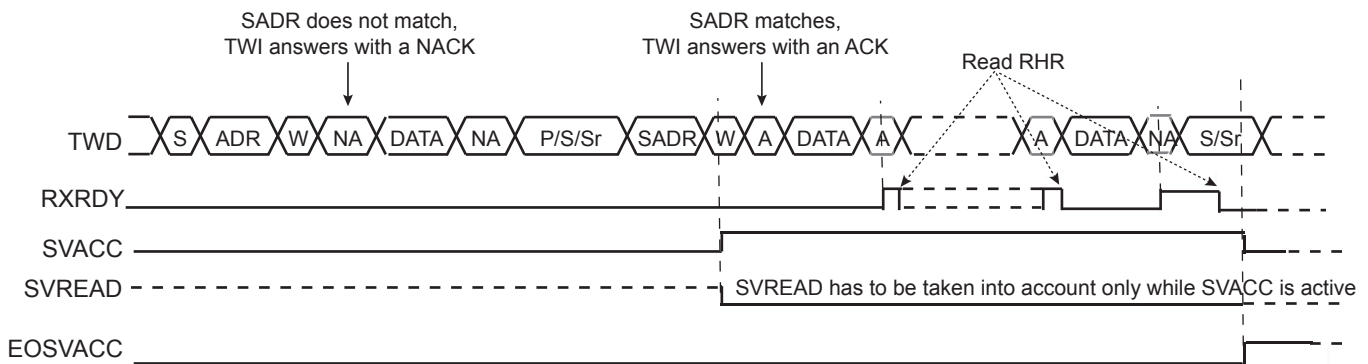 SADR does not match,
TWI answers with a NACK
SADR matches,
TWI answers with an ACK
Read RHR
TWD S ADR W NA DATA NA P/S/Sr SADR W A DATA A A DATA NA S/Sr
RXRDY
SVACC
SVREAD SVREAD has to be taken into account only while SVACC is active
EOSVACC